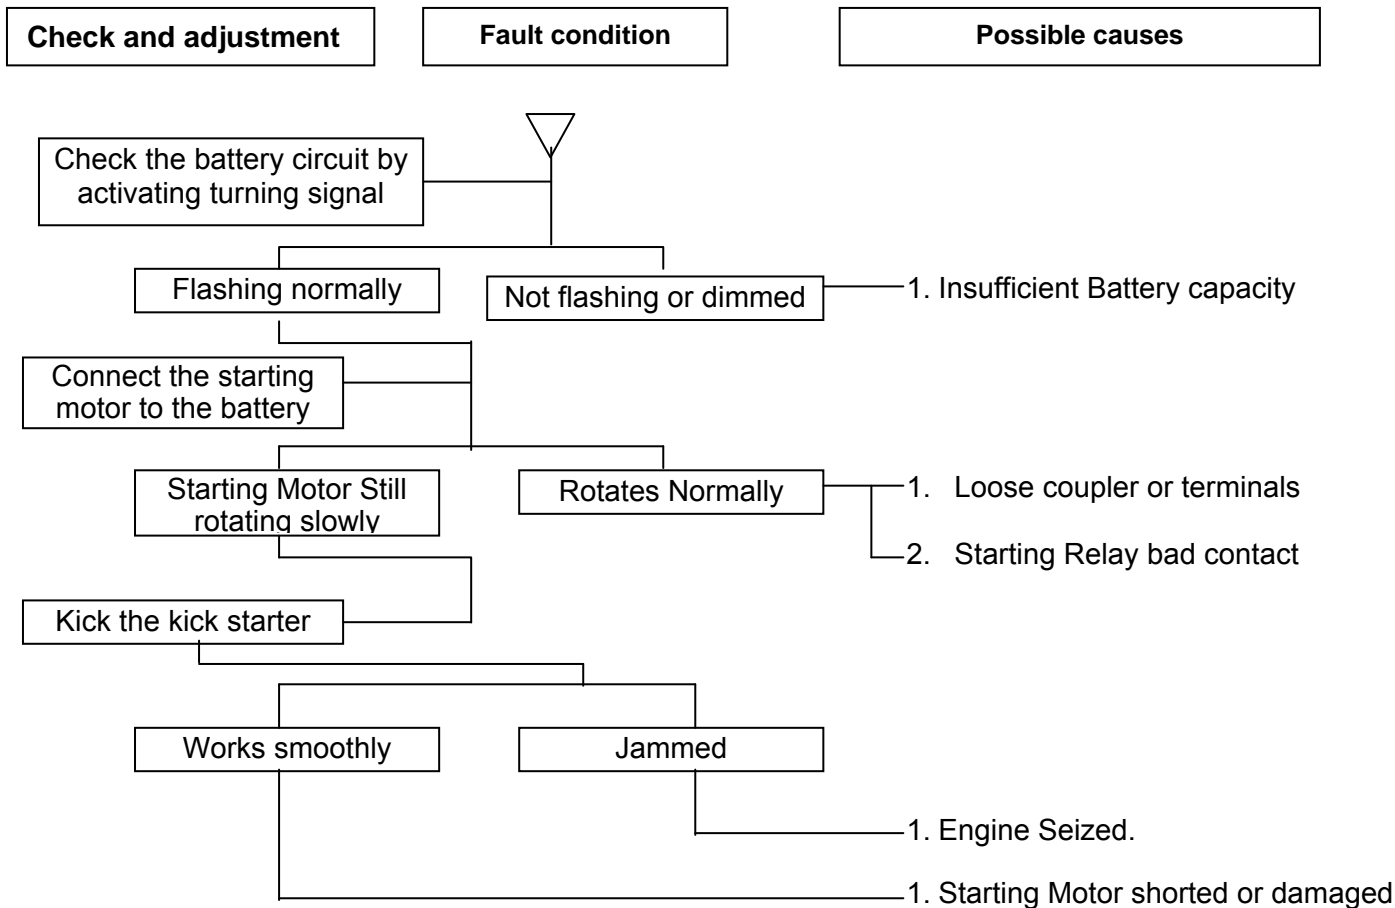 Check and adjustment
Fault condition
Possible causes
Check the battery circuit by
activating turning signal
Flashing normally
Not flashing or dimmed
1. Insufficient Battery capacity
Connect the starting
motor to the battery
Starting Motor Still
rotating slowly
Rotates Normally
1. Loose coupler or terminals
2. Starting Relay bad contact
Kick the kick starter
Works smoothly
Jammed
1. Engine Seized.
1. Starting Motor shorted or damaged